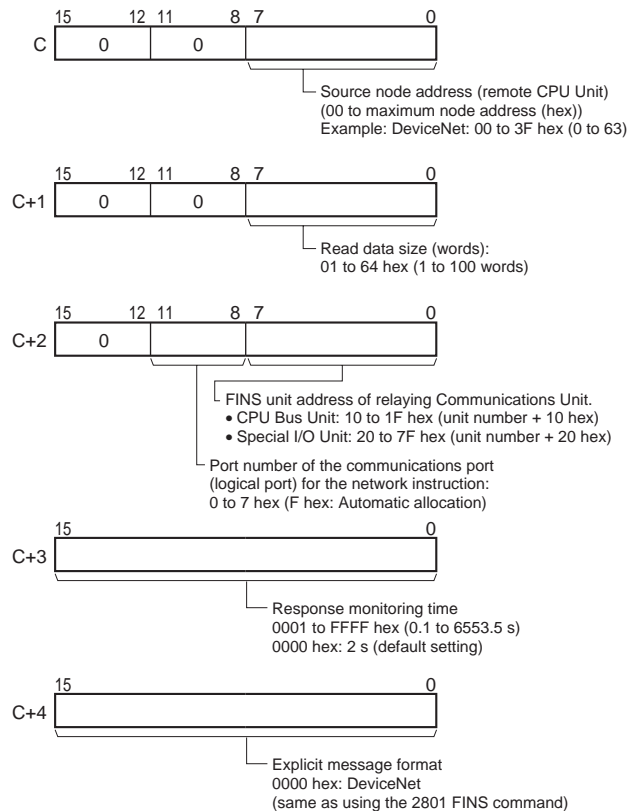 15 12 11 8 7 0
C 0 0
Source node address (remote CPU Unit)
(00 to maximum node address (hex))
Example: DeviceNet: 00 to 3F hex (0 to 63)
15 12 11 8 7 0
C+1 0 0
Read data size (words):
01 to 64 hex (1 to 100 words)
15 12 11 8 7 0
C+2 0
FINS unit address of relaying Communications Unit.
• CPU Bus Unit: 10 to 1F hex (unit number + 10 hex)
• Special I/O Unit: 20 to 7F hex (unit number + 20 hex)
Port number of the communications port
(logical port) for the network instruction:
0 to 7 hex (F hex: Automatic allocation)
15 0
C+3
Response monitoring time
0001 to FFFF hex (0.1 to 6553.5 s)
0000 hex: 2 s (default setting)
15 0
C+4
Explicit message format
0000 hex: DeviceNet
(same as using the 2801 FINS command)